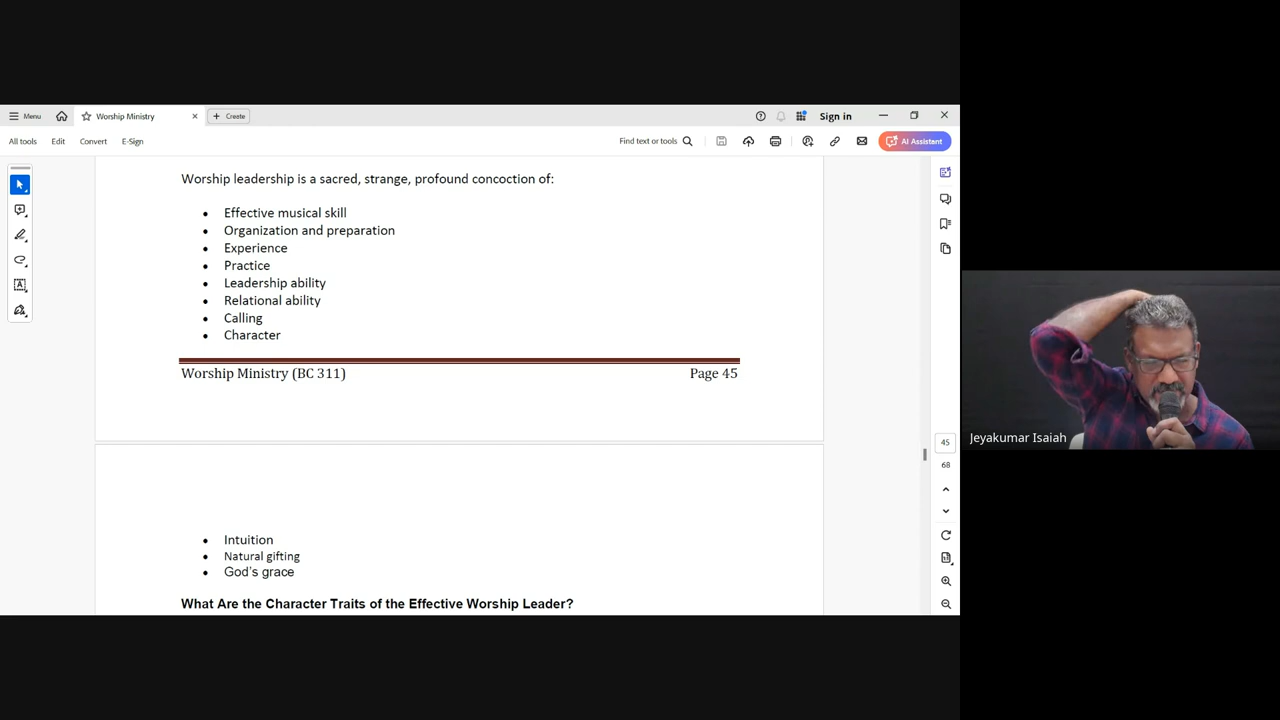 Menu
Worship Ministry
Create
Sign in
All tools
Edit
Convert
E-Sign
Find text or tools
AI Assistant
Worship leadership is a sacred, strange, profound concoction of:
• Effective musical skill
• Organization and preparation
• Experience
• Practice
• Leadership ability
• Relational ability
• Calling
• Character
Worship Ministry (BC 311) Page 45
• Intuition
• Natural gifting
• God's grace
What Are the Character Traits of the Effective Worship Leader?
45
68
Jeyakumar Isaiah